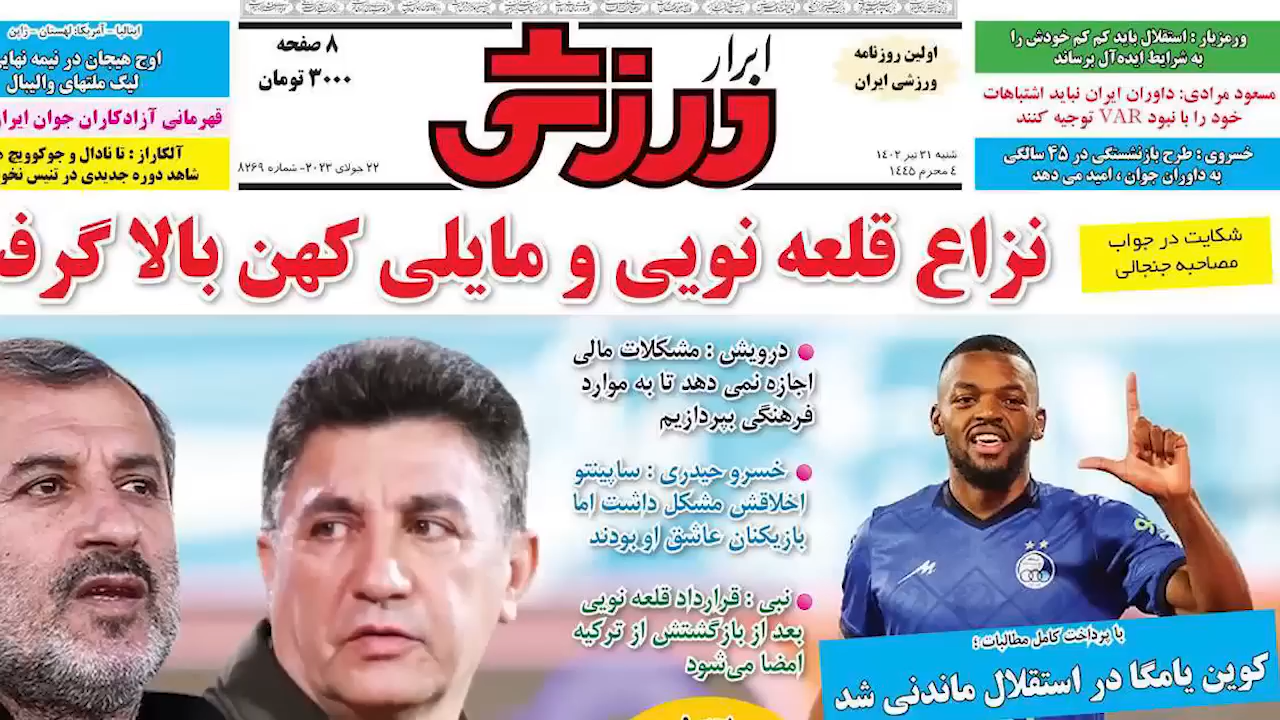 ورمزیار : استقلال باید کم کم خودش را
به شرایط ایده‌آل برساند
مسعود مرادی: داوران ایران نباید اشتباهات
خود را با نبود VAR توجیه کنند
خسروی : طرح بازنشستگی در ۴۵ سالگی
به داوران جوان ، امید می دهد
اولین روزنامه
ورزشی ایران
شنبه ۳۱ تیر ۱۴۰۲
۴ محرم ۱۴۴۵
ابرار
ورزشی
۸ صفحه
۳۰۰۰ تومان
۲۲ جولای ۲۰۲۳- شماره ۸۲۶۹
ایتالیا – آمریکا؛ لهستان – ژاپن
اوج هیجان در نیمه
لیگ ملتهای والیبال
قهرمانی آزادکاران جوان
آلکاراز : تا نادال و جوکوویچ
شاهد دوره جدیدی در تنیس
شکایت در جواب
مصاحبه جنجالی
نزاع قلعه نویی و مایلی کهن بالا
درویش : مشکلات مالی
اجازه نمی دهد تا به موارد
فرهنگی بپردازیم
خسرو حیدری : ساپینتو
اخلاقش مشکل داشت اما
بازیکنان عاشق او بودند
نبی : قرارداد قلعه نویی
بعد از بازگشتش از ترکیه
امضا می‌شود
با پرداخت کامل مطالبات ؛
کوین یامگا در استقلال ماندنی شد